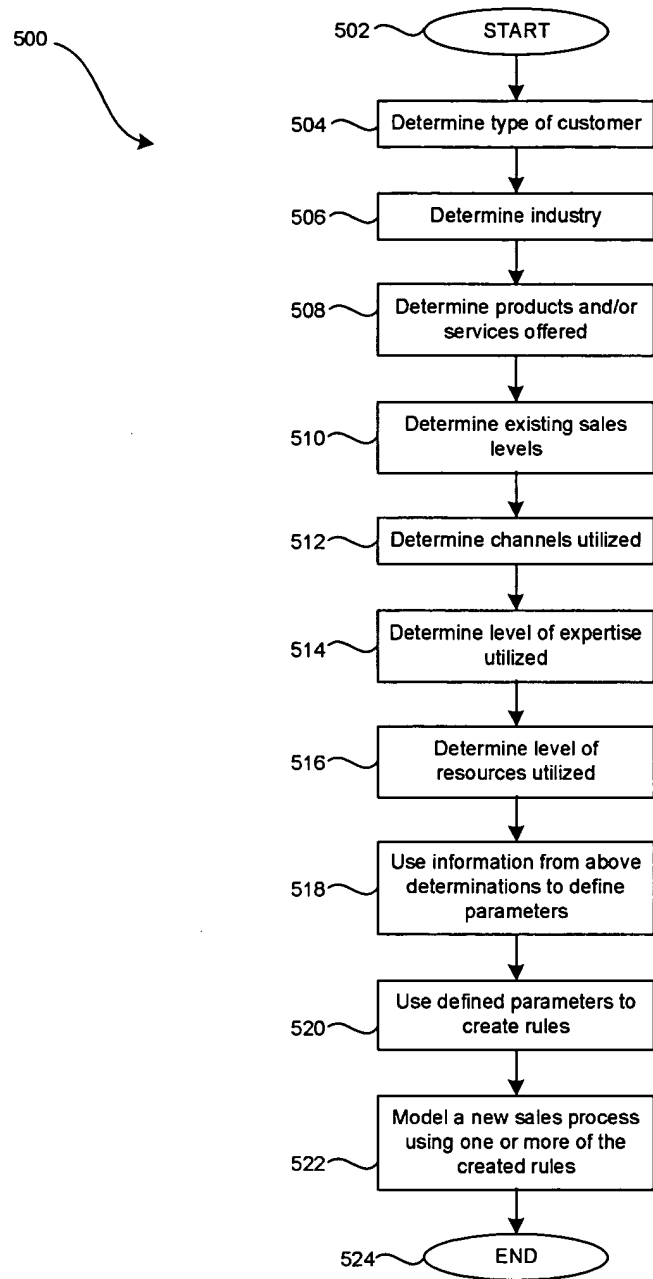 500
502
START
504
Determine type of customer
506
Determine industry
508
Determine products and/or
services offered
510
Determine existing sales
levels
512
Determine channels utilized
514
Determine level of expertise
utilized
516
Determine level of
resources utilized
518
Use information from above
determinations to define
parameters
520
Use defined parameters to
create rules
522
Model a new sales process
using one or more of the
created rules
524
END